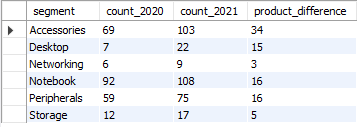 segment count_2020 count_2021 product_difference
Accessories 69 103 34
Desktop 7 22 15
Networking 6 9 3
Notebook 92 108 16
Peripherals 59 75 16
Storage 12 17 5